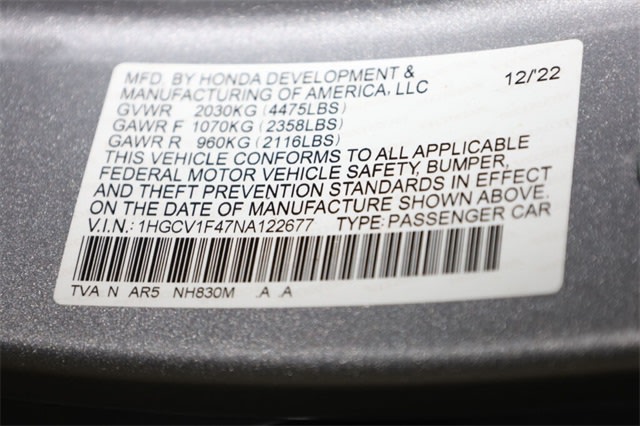 MFD. BY HONDA DEVELOPMENT & 12/'22
MANUFACTURING OF AMERICA, LLC
GVWR 2030KG (4475LBS)
GAWR F 1070KG (2358LBS)
GAWR R 960KG (2116LBS)
THIS VEHICLE CONFORMS TO ALL APPLICABLE
FEDERAL MOTOR VEHICLE SAFETY, BUMPER,
AND THEFT PREVENTION STANDARDS IN EFFECT
ON THE DATE OF MANUFACTURE SHOWN ABOVE.
V.I.N.: 1HGCV1F47NA122677 TYPE: PASSENGER CAR
TVA N AR5 NH830M .A .A